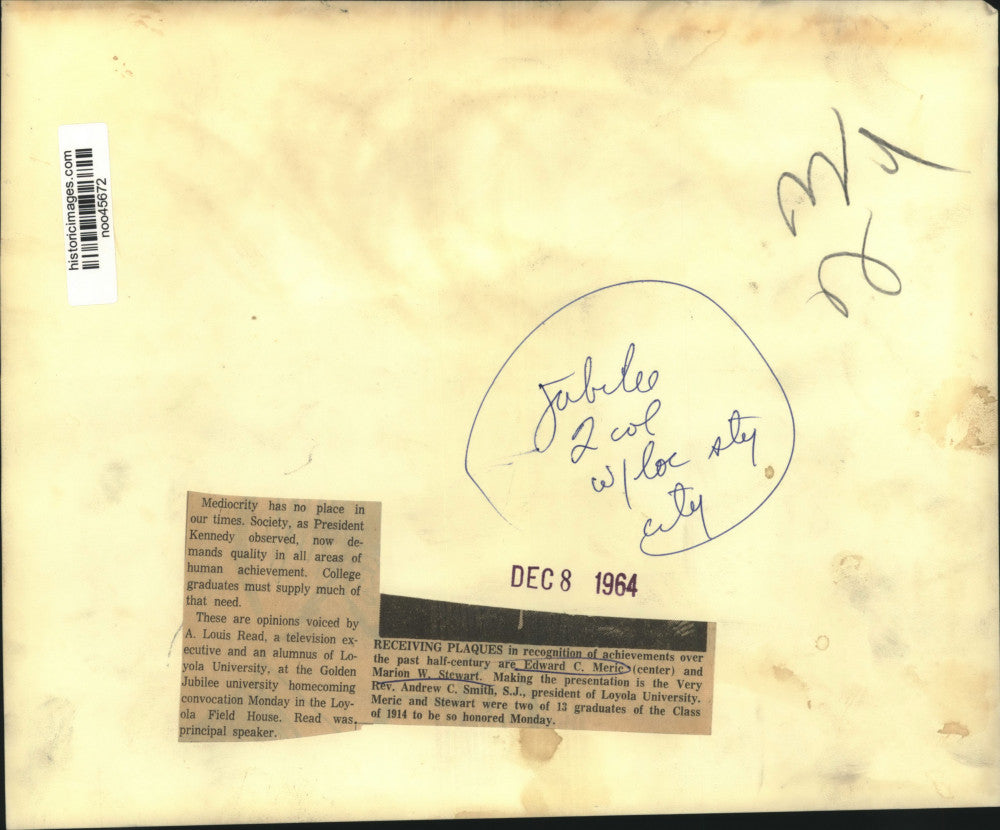 historicimages.com
noo45672
Jubilee
2 col
w/loc sty
city
DEC 8 1964
Mediocrity has no place in
our times. Society, as President
Kennedy observed, now de-
mands quality in all areas of
human achievement. College
graduates must supply much of
that need.
These are opinions voiced by
A. Louis Read, a television ex-
ecutive and an alumnus of Lo-
yola University, at the Golden
Jubilee university homecoming
convocation Monday in the Loy-
ola Field House. Read was
principal speaker.
RECEIVING PLAQUES in recognition of achievements over
the past half-century are Edward C. Meric (center) and
Marion W. Stewart. Making the presentation is the Very
Rev. Andrew C. Smith, S.J., president of Loyola University.
Meric and Stewart were two of 13 graduates of the Class
of 1914 to be so honored Monday.